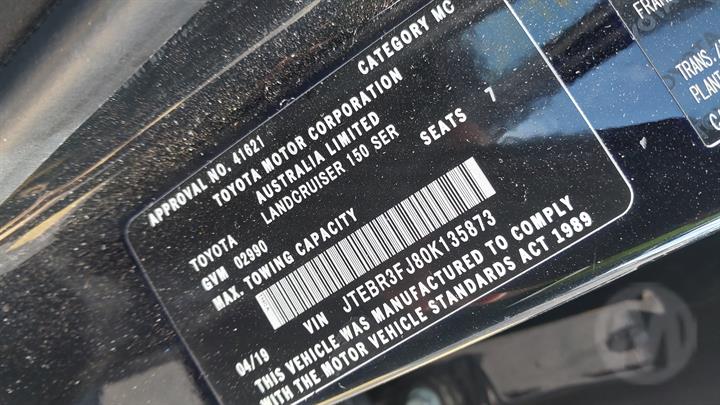 APPROVAL NO. 41621 CATEGORY MC
TOYOTA MOTOR CORPORATION
AUSTRALIA LIMITED
TOYOTA LANDCRUISER 150 SER
GVM 02990 SEATS 7
MAX. TOWING CAPACITY
VIN JTEBR3FJ80K135873
04/19
THIS VEHICLE WAS MANUFACTURED TO COMPLY
WITH THE MOTOR VEHICLE STANDARDS ACT 1989
TRANS.
PLANT